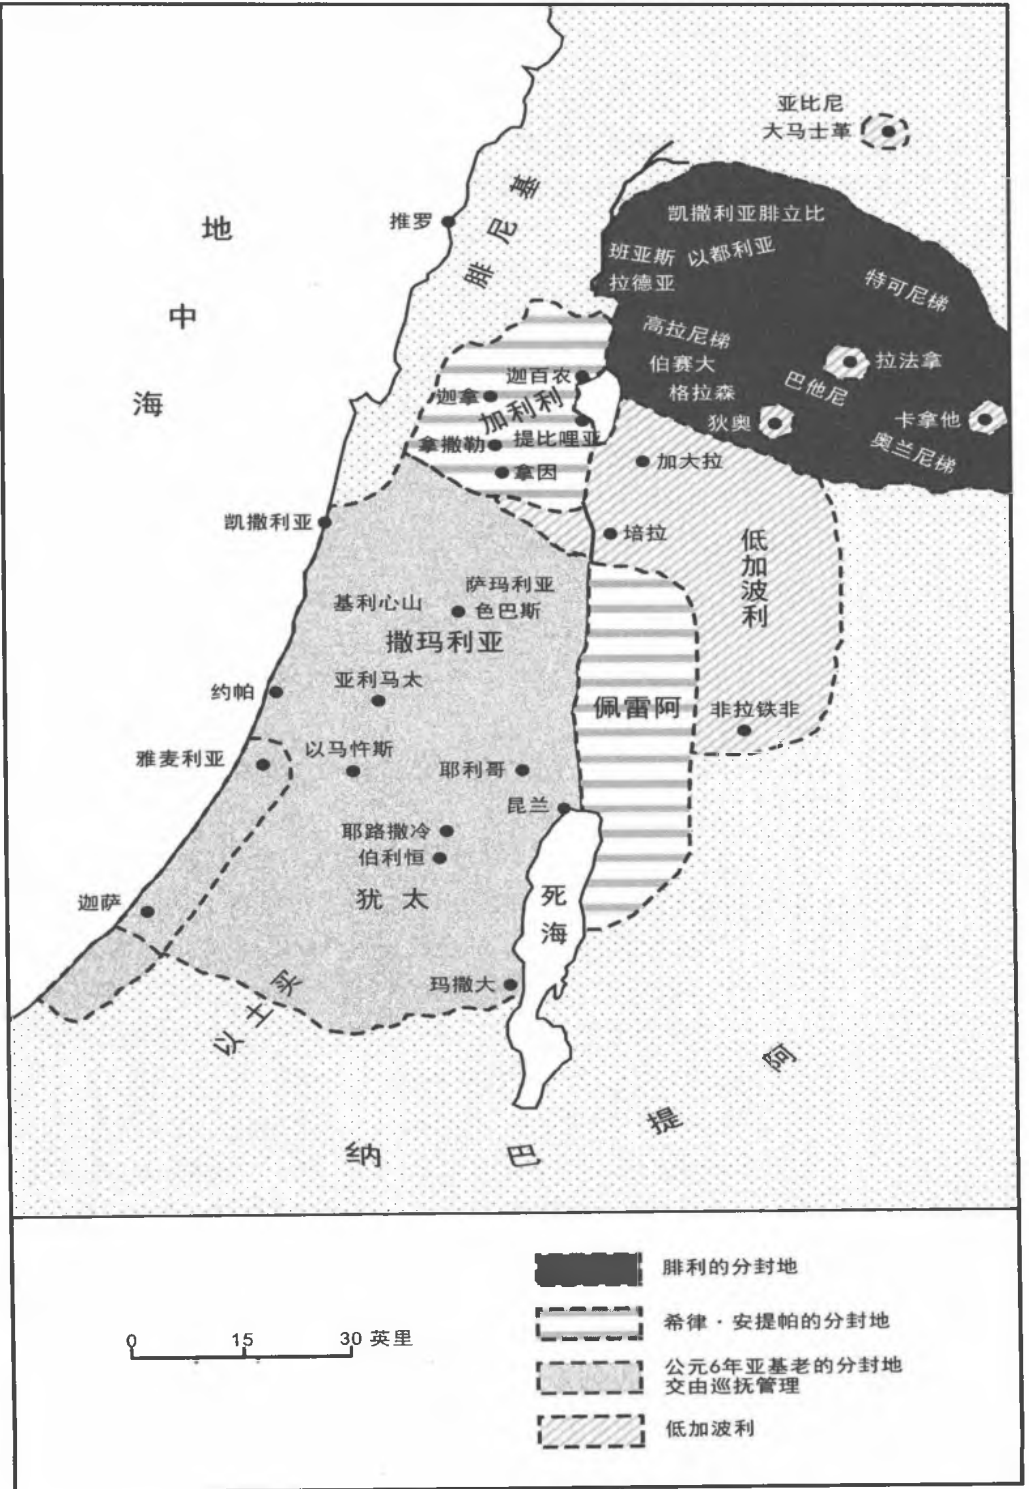 亚比尼
大马士革
地中海
推罗
腓尼基
凯撒利亚腓立比
班亚斯 以都利亚
拉德亚
特可尼梯
高拉尼梯
伯赛大
格拉森
拉法拿
巴他尼
狄奥
卡拿他
奥兰尼梯
迦百农
迦拿
加利利
拿撒勒
提比哩亚
拿因
加大拉
凯撒利亚
培拉
低加波利
萨玛利亚
基利心山
色巴斯
撒玛利亚
约帕
亚利马太
佩雷阿
非拉铁非
雅麦利亚
以马忤斯
耶利哥
昆兰
耶路撒冷
伯利恒
迦萨
犹太
死海
玛撒大
以土买
纳巴提阿
腓利的分封地
希律·安提帕的分封地
0 15 30 英里
公元6年亚基老的分封地
交由巡抚管理
低加波利